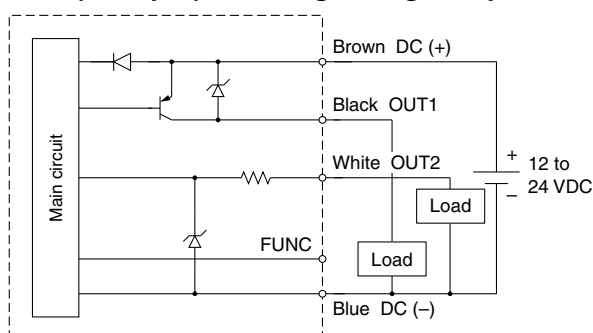 Brown DC (+)
Black OUT1
White OUT2
+ 12 to
– 24 VDC
Load
FUNC
Load
Blue DC (–)
Main circuit